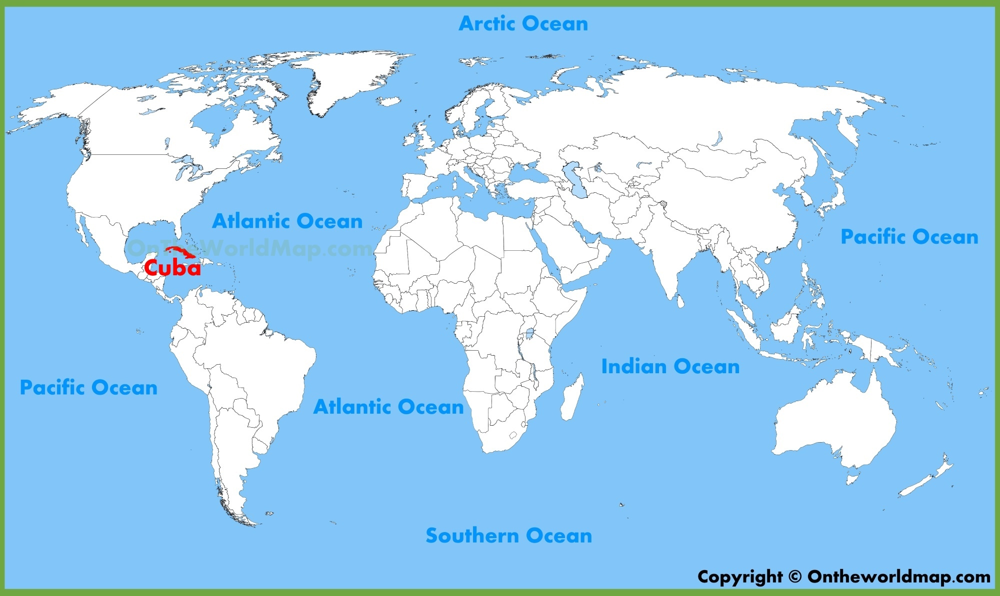 Arctic Ocean
Atlantic Ocean
Pacific Ocean
OnTheWorldMap.com
Cuba
Indian Ocean
Pacific Ocean
Atlantic Ocean
Southern Ocean
Copyright © Ontheworldmap.com